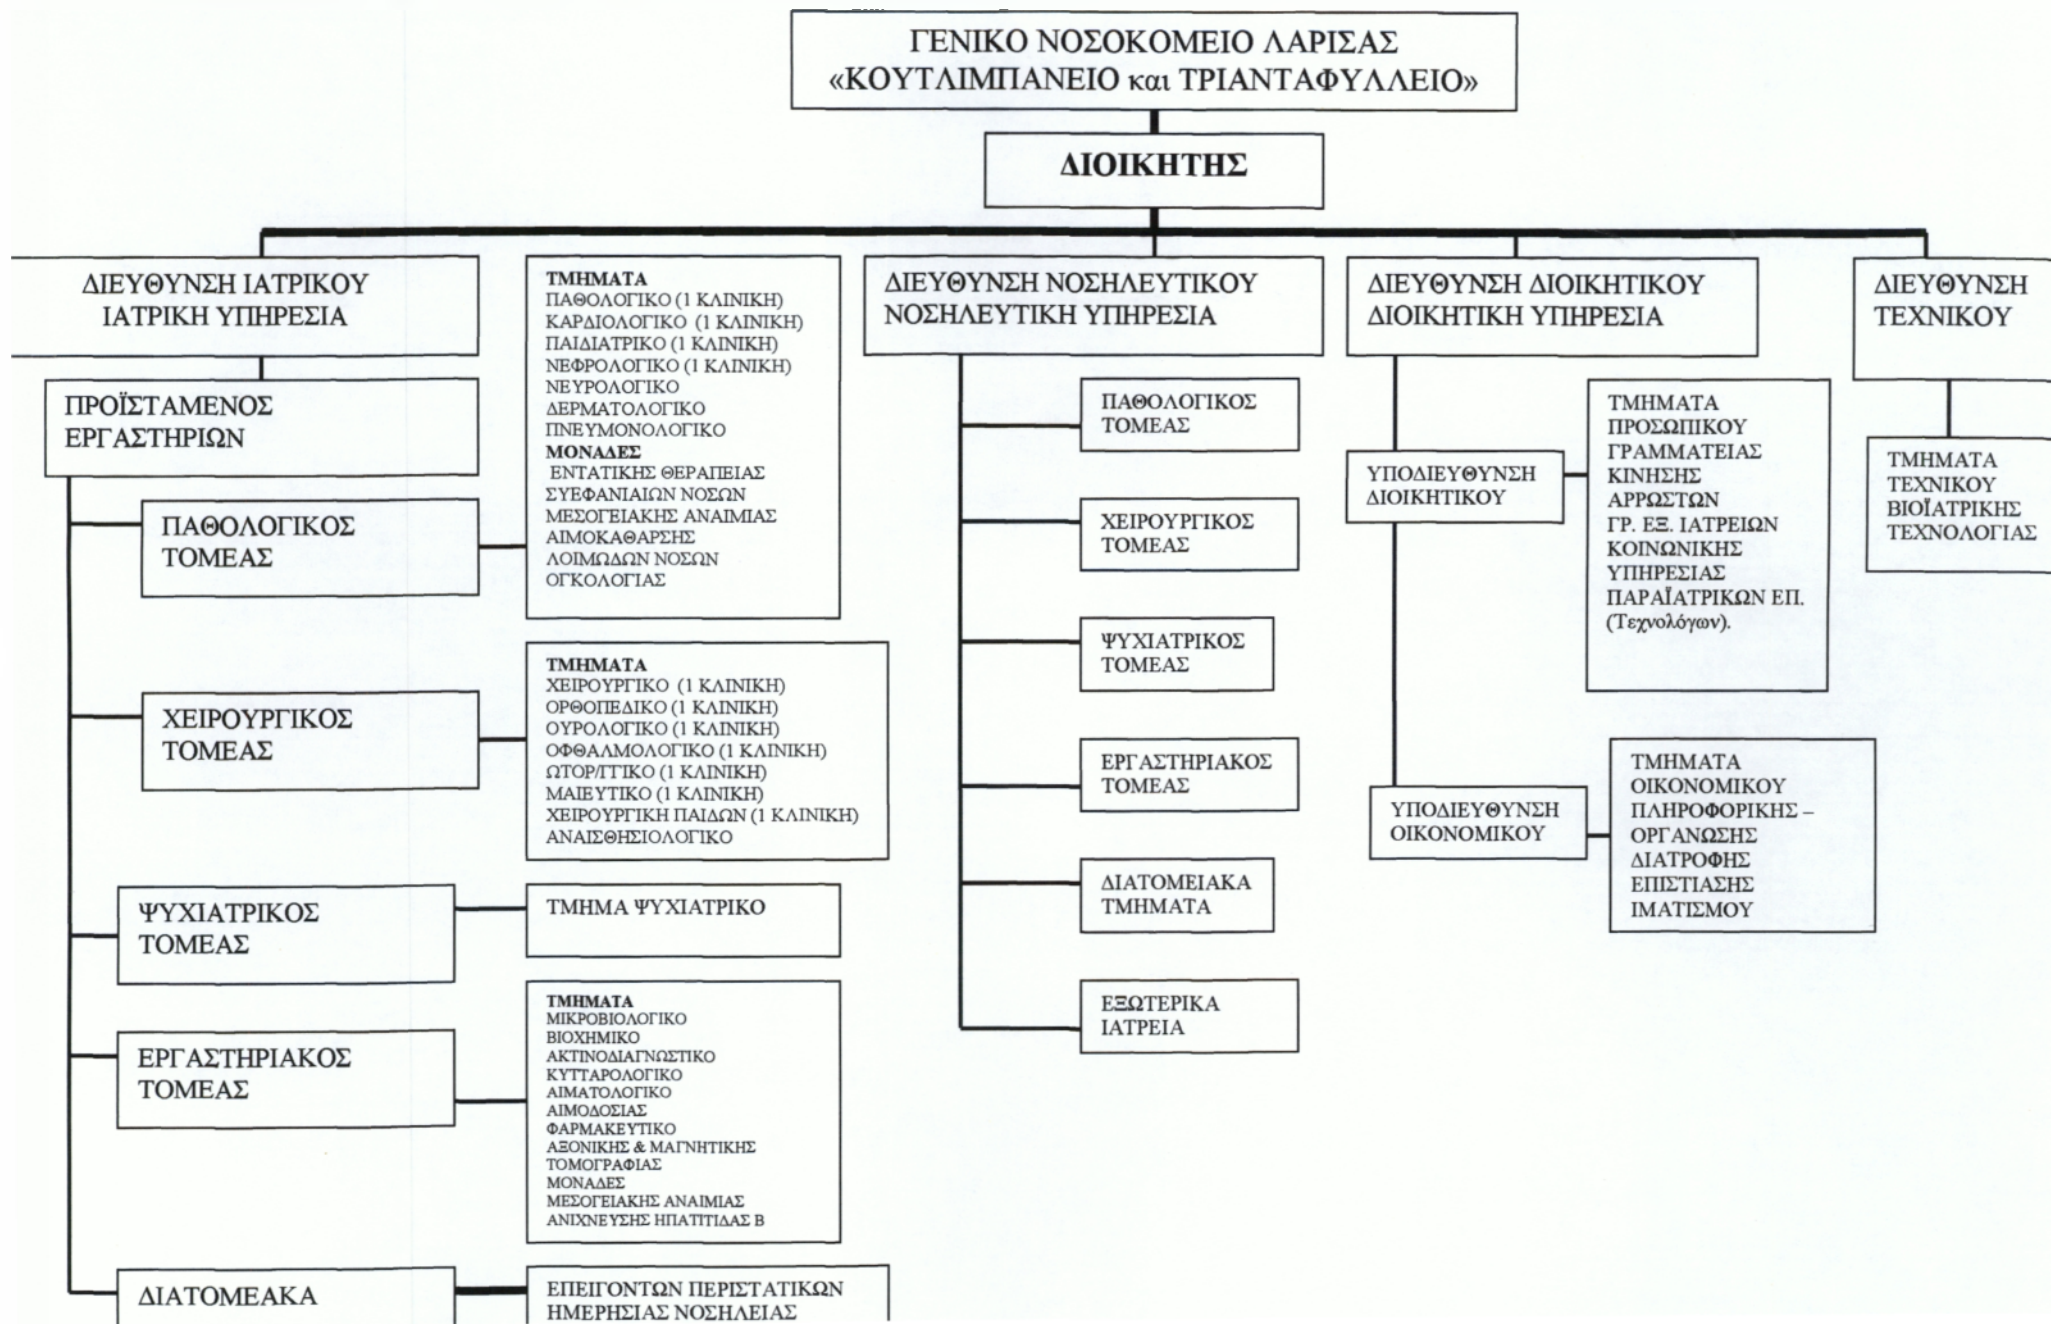 ΓΕΝΙΚΟ ΝΟΣΟΚΟΜΕΙΟ ΛΑΡΙΣΑΣ
«ΚΟΥΤΛΙΜΠΑΝΕΙΟ και ΤΡΙΑΝΤΑΦΥΛΛΕΙΟ»
ΔΙΟΙΚΗΤΗΣ
ΔΙΕΥΘΥΝΣΗ ΙΑΤΡΙΚΟΥ
ΙΑΤΡΙΚΗ ΥΠΗΡΕΣΙΑ
ΠΡΟΪΣΤΑΜΕΝΟΣ
ΕΡΓΑΣΤΗΡΙΩΝ
ΠΑΘΟΛΟΓΙΚΟΣ
ΤΟΜΕΑΣ
ΤΜΗΜΑΤΑ
ΠΑΘΟΛΟΓΙΚΟ (1 ΚΛΙΝΙΚΗ)
ΚΑΡΔΙΟΛΟΓΙΚΟ (1 ΚΛΙΝΙΚΗ)
ΠΑΙΔΙΑΤΡΙΚΟ (1 ΚΛΙΝΙΚΗ)
ΝΕΦΡΟΛΟΓΙΚΟ (1 ΚΛΙΝΙΚΗ)
ΝΕΥΡΟΛΟΓΙΚΟ
ΔΕΡΜΑΤΟΛΟΓΙΚΟ
ΠΝΕΥΜΟΝΟΛΟΓΙΚΟ
ΜΟΝΑΔΕΣ
ΕΝΤΑΤΙΚΗΣ ΘΕΡΑΠΕΙΑΣ
ΣΥΕΦΑΝΙΑΙΩΝ ΝΟΣΩΝ
ΜΕΣΟΓΕΙΑΚΗΣ ΑΝΑΙΜΙΑΣ
ΑΙΜΟΚΑΘΑΡΣΗΣ
ΛΟΙΜΩΔΩΝ ΝΟΣΩΝ
ΟΓΚΟΛΟΓΙΑΣ
ΧΕΙΡΟΥΡΓΙΚΟΣ
ΤΟΜΕΑΣ
ΤΜΗΜΑΤΑ
ΧΕΙΡΟΥΡΓΙΚΟ (1 ΚΛΙΝΙΚΗ)
ΟΡΘΟΠΕΔΙΚΟ (1 ΚΛΙΝΙΚΗ)
ΟΥΡΟΛΟΓΙΚΟ (1 ΚΛΙΝΙΚΗ)
ΟΦΘΑΛΜΟΛΟΓΙΚΟ (1 ΚΛΙΝΙΚΗ)
ΩΤΟΡ/ΓΓΙΚΟ (1 ΚΛΙΝΙΚΗ)
ΜΑΙΕΥΤΙΚΟ (1 ΚΛΙΝΙΚΗ)
ΧΕΙΡΟΥΡΓΙΚΗ ΠΑΙΔΩΝ (1 ΚΛΙΝΙΚΗ)
ΑΝΑΙΣΘΗΣΙΟΛΟΓΙΚΟ
ΨΥΧΙΑΤΡΙΚΟΣ
ΤΟΜΕΑΣ
ΤΜΗΜΑ ΨΥΧΙΑΤΡΙΚΟ
ΕΡΓΑΣΤΗΡΙΑΚΟΣ
ΤΟΜΕΑΣ
ΤΜΗΜΑΤΑ
ΜΙΚΡΟΒΙΟΛΟΓΙΚΟ
ΒΙΟΧΗΜΙΚΟ
ΑΚΤΙΝΟΔΙΑΓΝΩΣΤΙΚΟ
ΚΥΤΤΑΡΟΛΟΓΙΚΟ
ΑΙΜΑΤΟΛΟΓΙΚΟ
ΑΙΜΟΔΟΣΙΑΣ
ΦΑΡΜΑΚΕΥΤΙΚΟ
ΑΞΟΝΙΚΗΣ & ΜΑΓΝΗΤΙΚΗΣ
ΤΟΜΟΓΡΑΦΙΑΣ
ΜΟΝΑΔΕΣ
ΜΕΣΟΓΕΙΑΚΗΣ ΑΝΑΙΜΙΑΣ
ΑΝΙΧΝΕΥΣΗΣ ΗΠΑΤΙΤΙΔΑΣ Β
ΔΙΑΤΟΜΕΑΚΑ
ΕΠΕΙΓΟΝΤΩΝ ΠΕΡΙΣΤΑΤΙΚΩΝ
ΗΜΕΡΗΣΙΑΣ ΝΟΣΗΛΕΙΑΣ
ΔΙΕΥΘΥΝΣΗ ΝΟΣΗΛΕΥΤΙΚΟΥ
ΝΟΣΗΛΕΥΤΙΚΗ ΥΠΗΡΕΣΙΑ
ΠΑΘΟΛΟΓΙΚΟΣ
ΤΟΜΕΑΣ
ΧΕΙΡΟΥΡΓΙΚΟΣ
ΤΟΜΕΑΣ
ΨΥΧΙΑΤΡΙΚΟΣ
ΤΟΜΕΑΣ
ΕΡΓΑΣΤΗΡΙΑΚΟΣ
ΤΟΜΕΑΣ
ΔΙΑΤΟΜΕΙΑΚΑ
ΤΜΗΜΑΤΑ
ΕΞΩΤΕΡΙΚΑ
ΙΑΤΡΕΙΑ
ΔΙΕΥΘΥΝΣΗ ΔΙΟΙΚΗΤΙΚΟΥ
ΔΙΟΙΚΗΤΙΚΗ ΥΠΗΡΕΣΙΑ
ΥΠΟΔΙΕΥΘΥΝΣΗ
ΔΙΟΙΚΗΤΙΚΟΥ
ΤΜΗΜΑΤΑ
ΠΡΟΣΩΠΙΚΟΥ
ΓΡΑΜΜΑΤΕΙΑΣ
ΚΙΝΗΣΗΣ
ΑΡΡΩΣΤΩΝ
ΓΡ. ΕΞ. ΙΑΤΡΕΙΩΝ
ΚΟΙΝΩΝΙΚΗΣ
ΥΠΗΡΕΣΙΑΣ
ΠΑΡΑΪΑΤΡΙΚΩΝ ΕΠ.
(Τεχνολόγων).
ΥΠΟΔΙΕΥΘΥΝΣΗ
ΟΙΚΟΝΟΜΙΚΟΥ
ΤΜΗΜΑΤΑ
ΟΙΚΟΝΟΜΙΚΟΥ
ΠΛΗΡΟΦΟΡΙΚΗΣ –
ΟΡΓΑΝΩΣΗΣ
ΔΙΑΤΡΟΦΗΣ
ΕΠΙΣΤΙΑΣΗΣ
ΙΜΑΤΙΣΜΟΥ
ΔΙΕΥΘΥΝΣΗ
ΤΕΧΝΙΚΟΥ
ΤΜΗΜΑΤΑ
ΤΕΧΝΙΚΟΥ
ΒΙΟΪΑΤΡΙΚΗΣ
ΤΕΧΝΟΛΟΓΙΑΣ